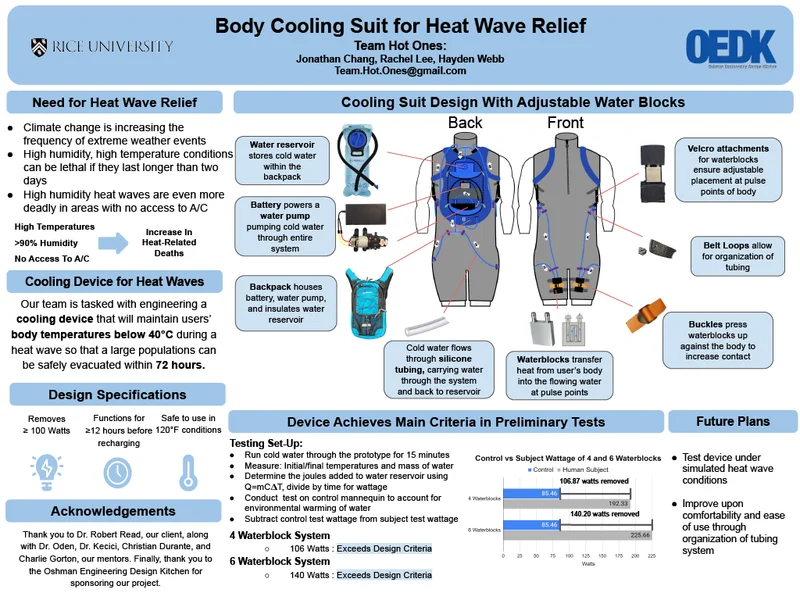 Body Cooling Suit for Heat Wave Relief
Team Hot Ones:
Jonathan Chang, Rachel Lee, Hayden Webb
Team.Hot.Ones@gmail.com
RICE UNIVERSITY
OEDK
Need for Heat Wave Relief
● Climate change is increasing the
frequency of extreme weather events
● High humidity, high temperature conditions
can be lethal if they last longer than two
days
● High humidity heat waves are even more
deadly in areas with no access to A/C
High Temperatures
>90% Humidity
No Access To A/C
Increase In
Heat-Related
Deaths
Cooling Device for Heat Waves
Our team is tasked with engineering a
cooling device that will maintain users'
body temperatures below 40°C during a
heat wave so that a large populations can
be safely evacuated within 72 hours.
Design Specifications
Removes
≥ 100 Watts
Functions for
≥12 hours before
recharging
Safe to use in
120°F conditions
Acknowledgements
Thank you to Dr. Robert Read, our client, along
with Dr. Oden, Dr. Kecici, Christian Durante, and
Charlie Gorton, our mentors. Finally, thank you to
the Oshman Engineering Design Kitchen for
sponsoring our project.
Cooling Suit Design With Adjustable Water Blocks
Back
Front
Water reservoir
stores cold water
within the
backpack
Battery powers a
water pump
pumping cold water
through entire
system
Backpack houses
battery, water pump,
and insulates water
reservoir
Cold water flows
through silicone
tubing, carrying water
through the system
and back to reservoir
Waterblocks transfer
heat from user's body
into the flowing water
at pulse points
Velcro attachments
for waterblocks
ensure adjustable
placement at pulse
points of body
Belt Loops allow
for organization of
tubing
Buckles press
waterblocks up
against the body to
increase contact
Device Achieves Main Criteria in Preliminary Tests
Testing Set-Up:
● Run cold water through the prototype for 15 minutes
● Measure: Initial/final temperatures and mass of water
● Determine the joules added to water reservoir using
Q=mCΔT, divide by time for wattage
● Conduct test on control mannequin to account for
environmental warming of water
● Subtract control test wattage from subject test wattage
4 Waterblock System
○ 106 Watts : Exceeds Design Criteria
6 Waterblock System
○ 140 Watts : Exceeds Design Criteria
Control vs Subject Wattage of 4 and 6 Waterblocks
Control Human Subject
106.87 watts removed
4 Waterblocks
85.46
192.33
140.20 watts removed
6 Waterblocks
85.46
225.66
0 25 50 75 100 125 150 175 200 225
Watts
Future Plans
● Test device under
simulated heat wave
conditions
● Improve upon
comfortability and ease
of use through
organization of tubing
system